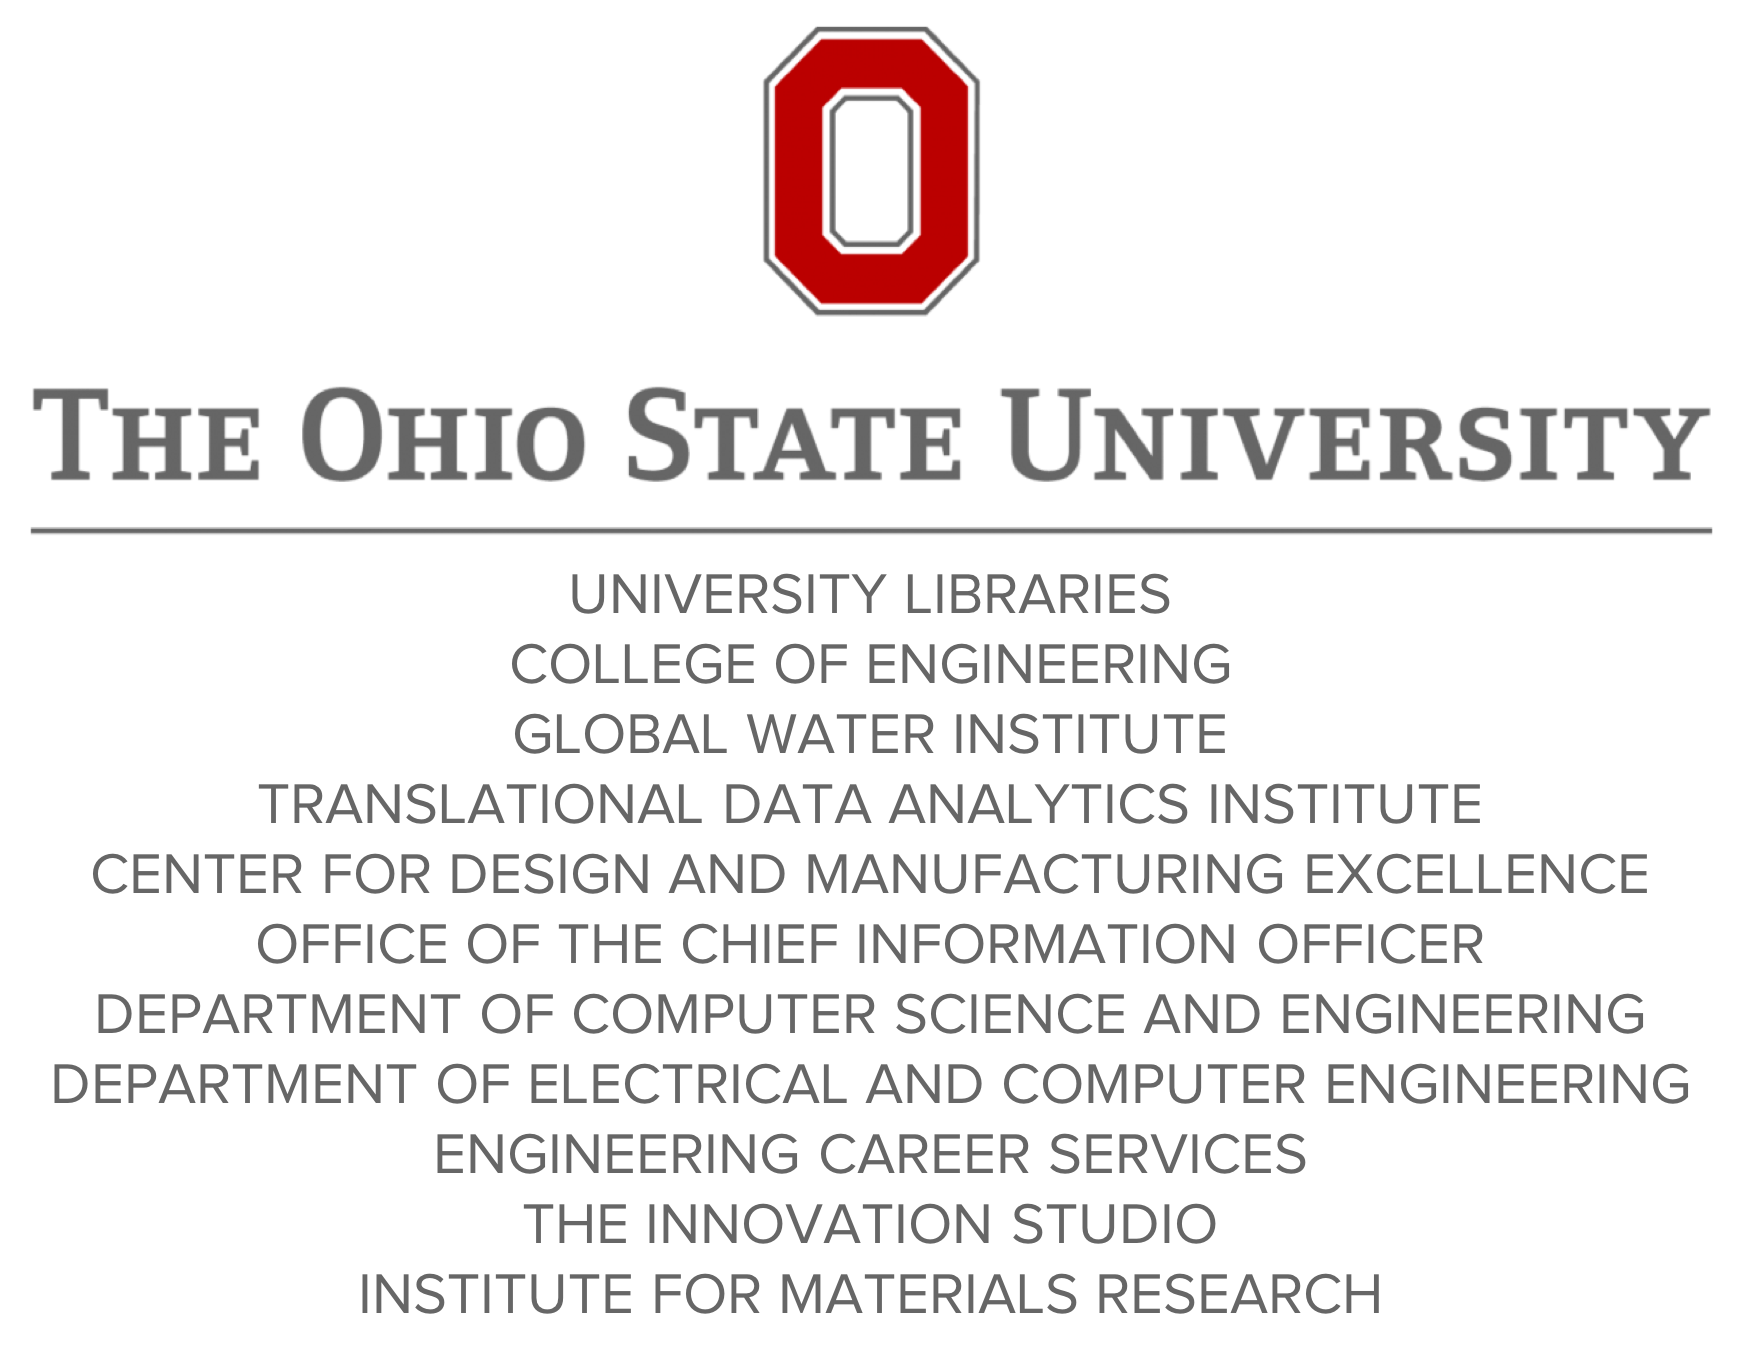 O
THE OHIO STATE UNIVERSITY
UNIVERSITY LIBRARIES
COLLEGE OF ENGINEERING
GLOBAL WATER INSTITUTE
TRANSLATIONAL DATA ANALYTICS INSTITUTE
CENTER FOR DESIGN AND MANUFACTURING EXCELLENCE
OFFICE OF THE CHIEF INFORMATION OFFICER
DEPARTMENT OF COMPUTER SCIENCE AND ENGINEERING
DEPARTMENT OF ELECTRICAL AND COMPUTER ENGINEERING
ENGINEERING CAREER SERVICES
THE INNOVATION STUDIO
INSTITUTE FOR MATERIALS RESEARCH